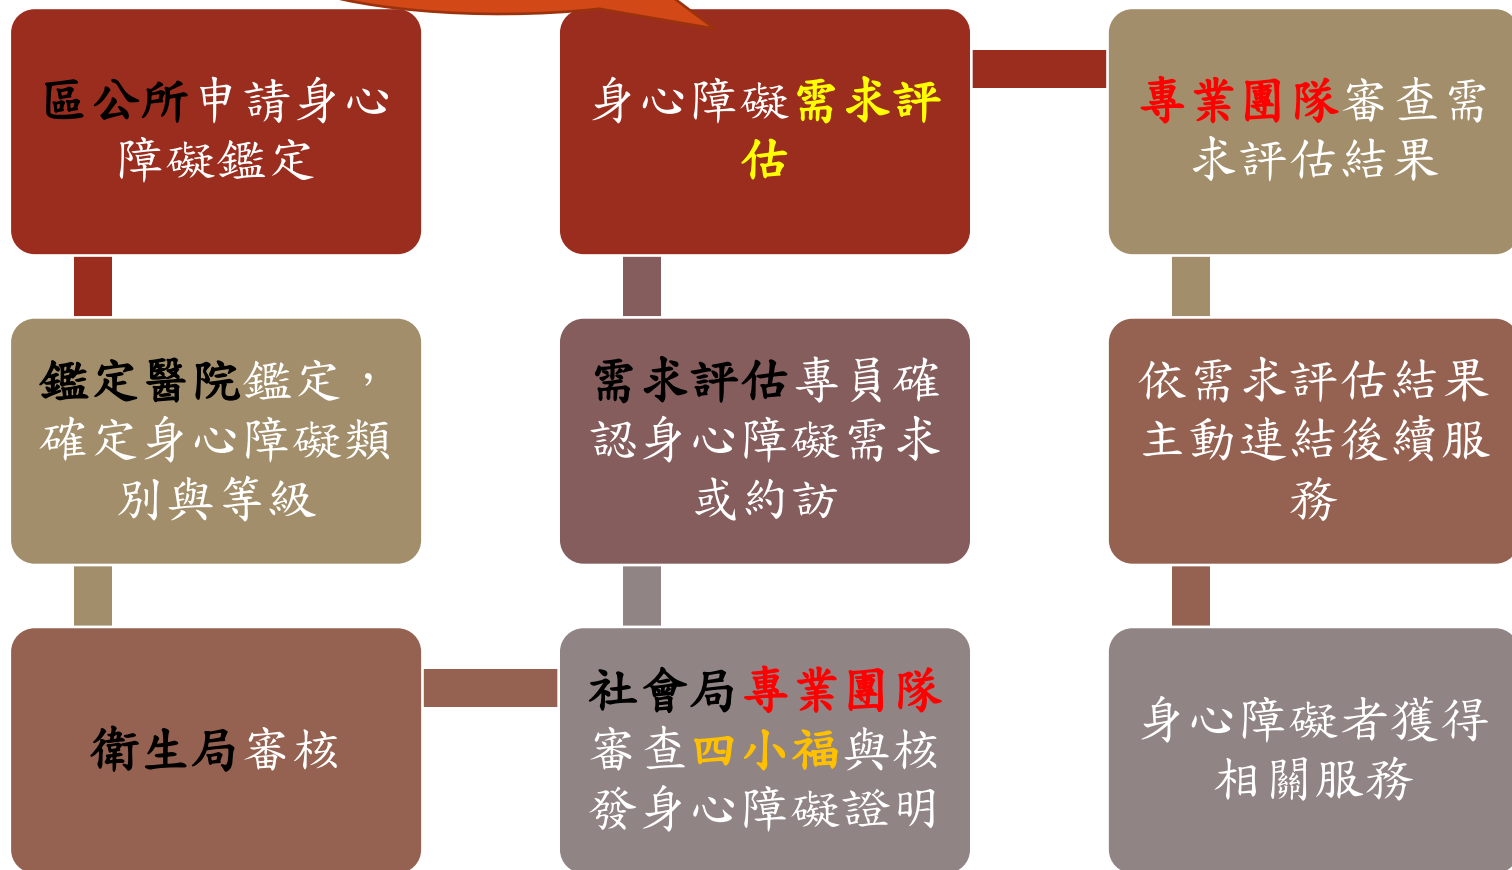 區公所申請身心
障礙鑑定
鑑定醫院鑑定，
確定身心障礙類
別與等級
衛生局審核
社會局專業團隊
審查四小福與核
發身心障礙證明
需求評估專員確
認身心障礙需求
或約訪
身心障礙需求評
估
專業團隊審查需
求評估結果
依需求評估結果
主動連結後續服
務
身心障礙者獲得
相關服務